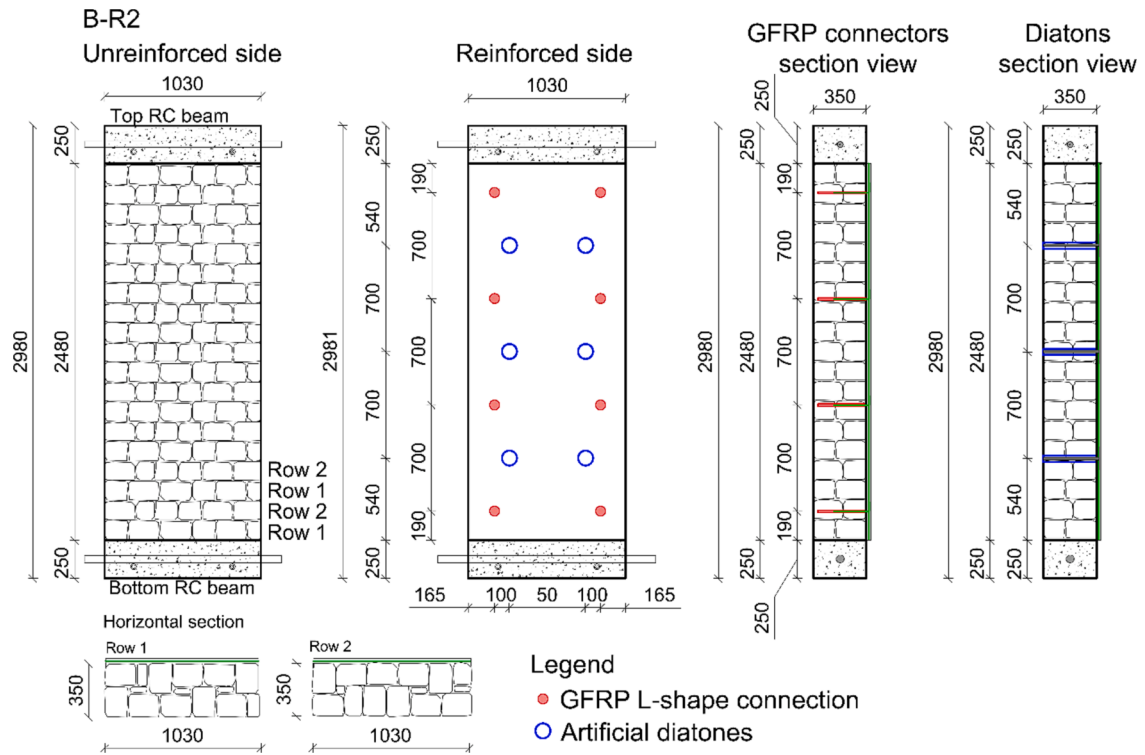 B-R2
Unreinforced side
Reinforced side
GFRP connectors
section view
Diatons
section view
1030
1030
350
350
Top RC beam
Bottom RC beam
250
2480
2980
250
Row 2
Row 1
Row 2
Row 1
250
540
700
700
540
250
2981
190
700
700
700
190
165
100
50
100
165
250
250
190
700
700
700
190
250
2480
2980
250
250
540
700
700
540
250
2480
2980
250
250
Horizontal section
Row 1
Row 2
350
350
1030
1030
Legend
GFRP L-shape connection
Artificial diatones